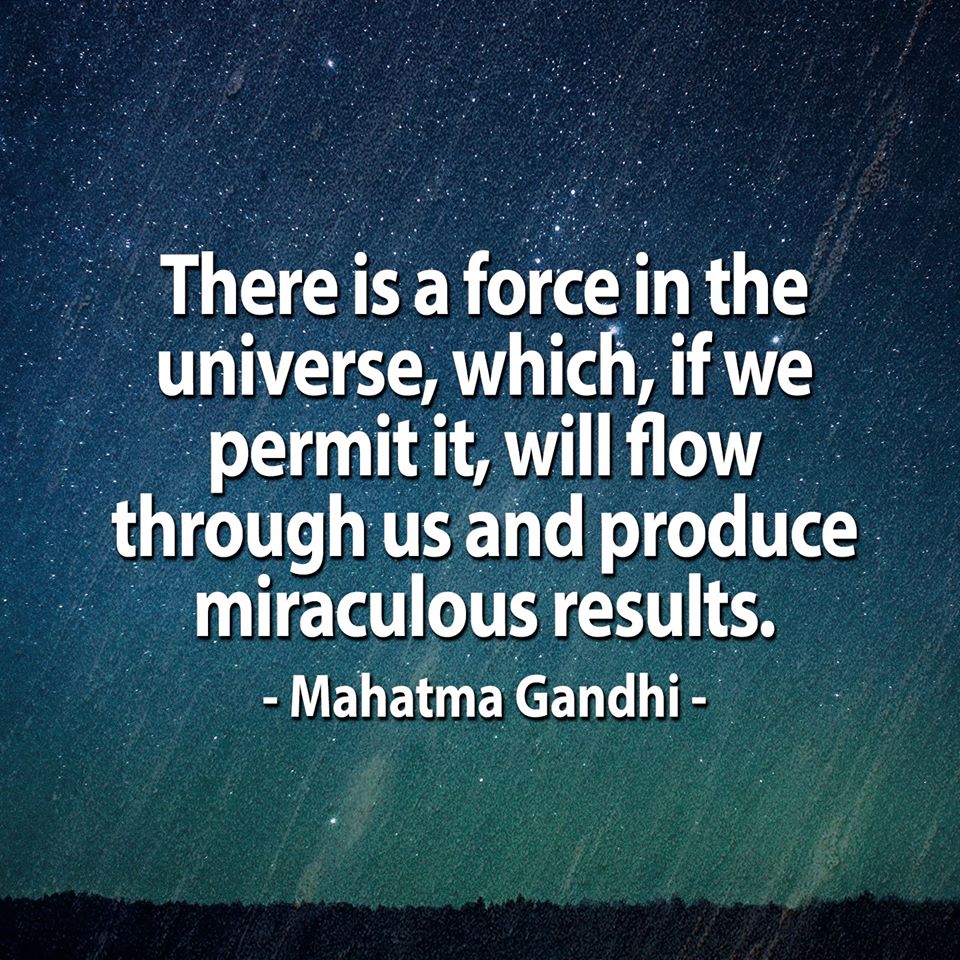 There is a force in the
universe, which, if we
permit it, will flow
through us and produce
miraculous results.
- Mahatma Gandhi -